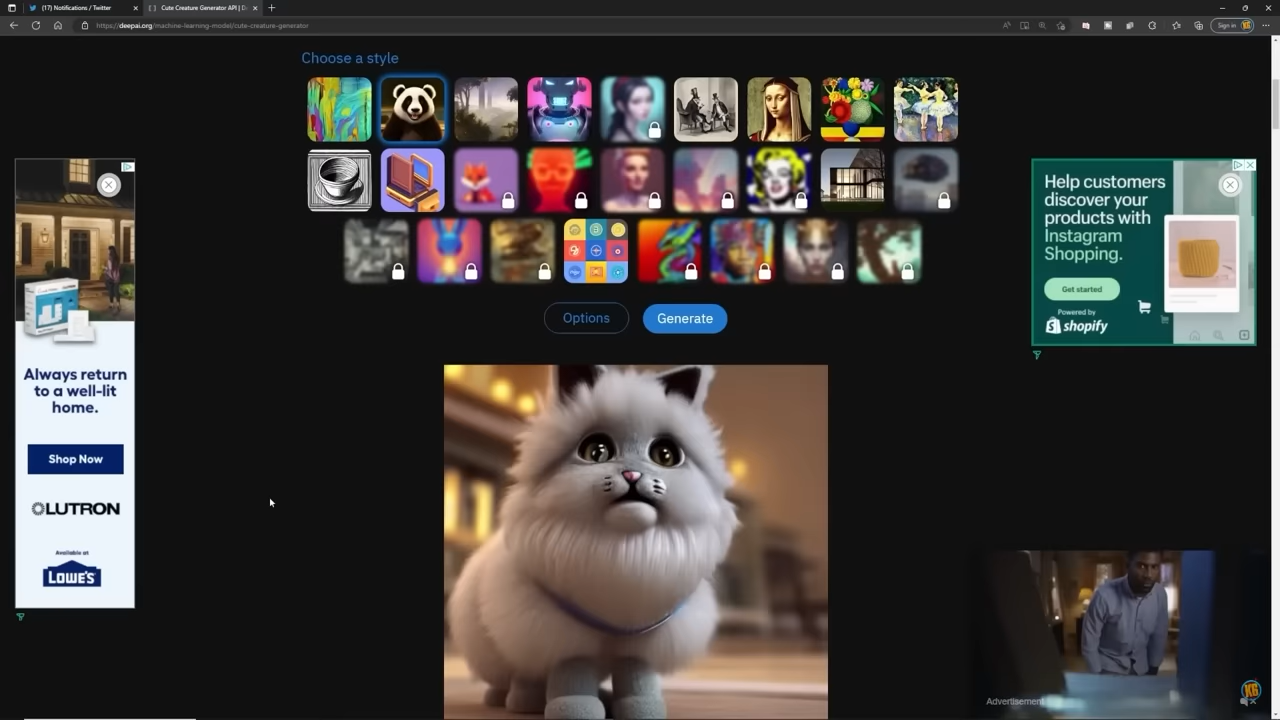 (17) Notifications / Twitter
Cute Creature Generator API | D
https://deepai.org/machine-learning-model/cute-creature-generator
Sign in
KG
Choose a style
Options
Generate
Always return
to a well-lit
home.
Shop Now
LUTRON
Available at
LOWE'S
Help customers
discover your
products with
Instagram
Shopping.
Get started
Powered by
shopify
Advertisement
KG